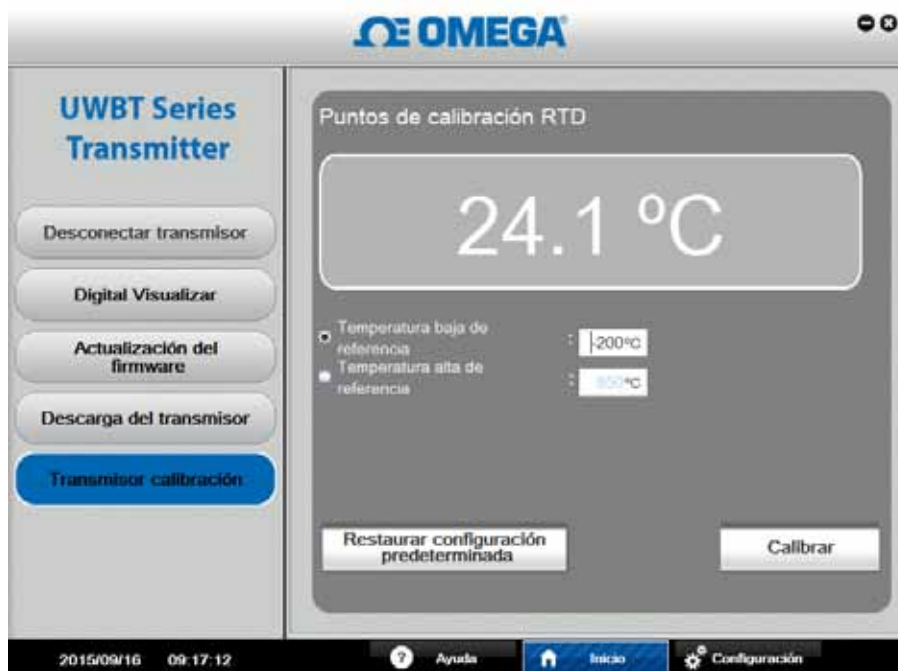 OMEGA
UWBT Series
Transmitter
Desconectar transmisor
Digital Visualizar
Actualización del
firmware
Descarga del transmisor
Transmisor calibración
Puntos de calibración RTD
24.1 ºC
Temperatura baja de
referencia
: -200ºC
Temperatura alta de
referencia
: 850ºC
Restaurar configuración
predeterminada
Calibrar
2015/09/16 09:17:12
? Ayuda
Inicio
Configuración